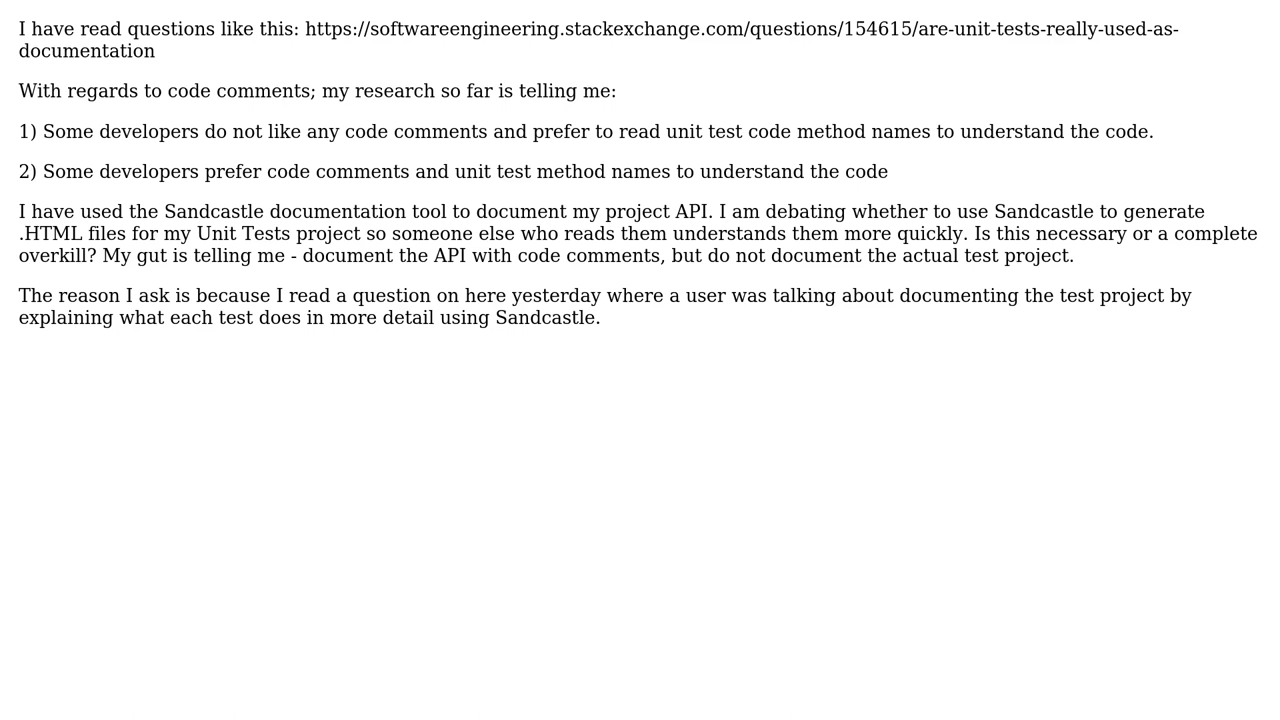 I have read questions like this: https://softwareengineering.stackexchange.com/questions/154615/are-unit-tests-really-used-as-
documentation
With regards to code comments; my research so far is telling me:
1) Some developers do not like any code comments and prefer to read unit test code method names to understand the code.
2) Some developers prefer code comments and unit test method names to understand the code
I have used the Sandcastle documentation tool to document my project API. I am debating whether to use Sandcastle to generate
.HTML files for my Unit Tests project so someone else who reads them understands them more quickly. Is this necessary or a complete
overkill? My gut is telling me - document the API with code comments, but do not document the actual test project.
The reason I ask is because I read a question on here yesterday where a user was talking about documenting the test project by
explaining what each test does in more detail using Sandcastle.